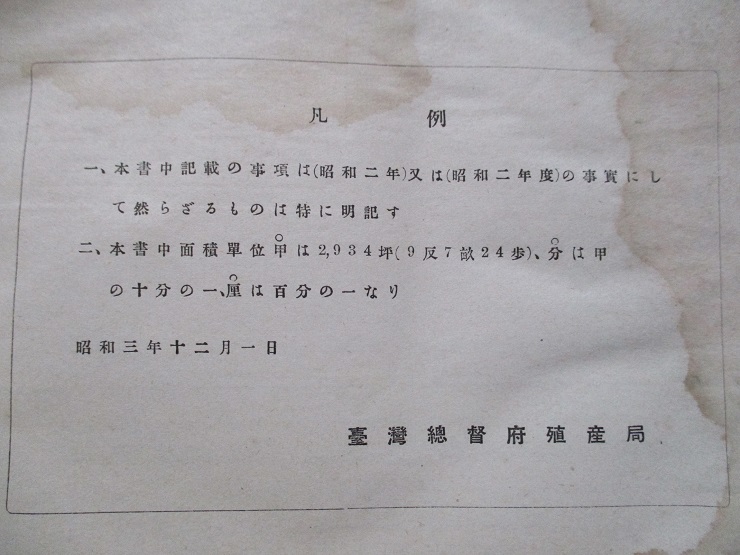 凡例
一、本書中記載の事項は(昭和二年)又は(昭和二年度)の事實にし
て然らざるものは特に明記す
二、本書中面積單位甲は2,934坪(9反7畝24歩)、分は甲
の十分の一、厘は百分の一なり
昭和三年十二月一日
臺灣總督府殖産局